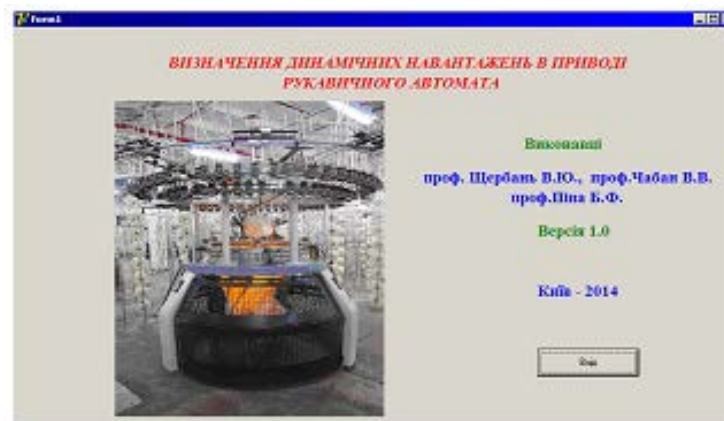 Form1
ВИЗНАЧЕННЯ ДИНАМІЧНИХ НАВАНТАЖЕНЬ В ПРИВОДІ
РУКАВИЧНОГО АВТОМАТА
Виконавці
проф. Щербань В.Ю., проф.Чабан В.В.
проф.Піпа Б.Ф.
Версія 1.0
Київ - 2014